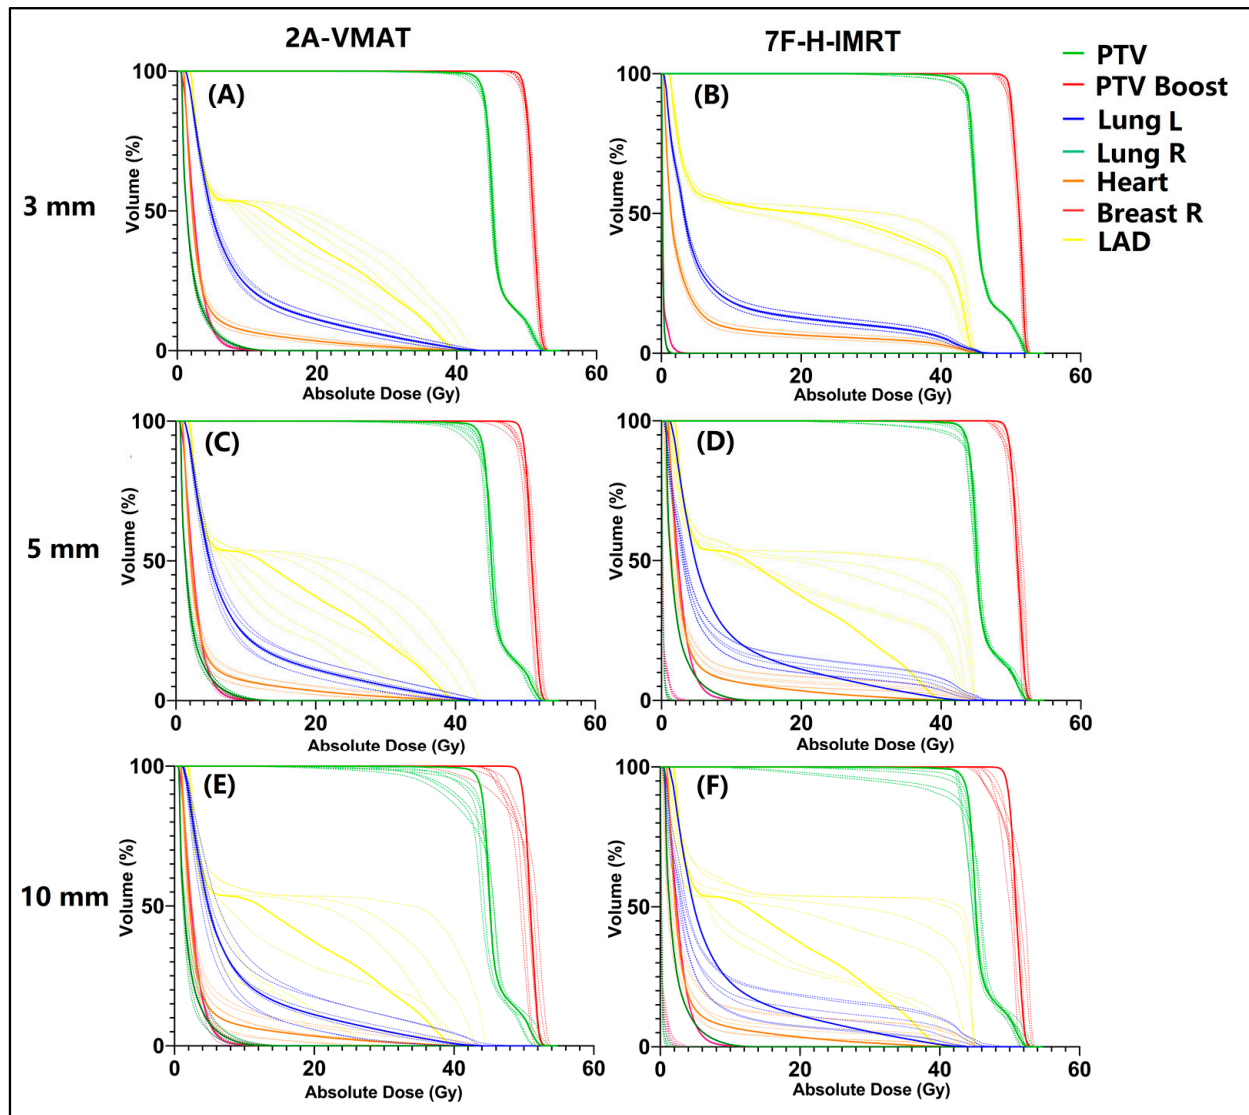 2A-VMAT
7F-H-IMRT
PTV
PTV Boost
Lung L
Lung R
Heart
Breast R
LAD
3 mm
(A)
Volume (%)
100
50
0
0 20 40 60
Absolute Dose (Gy)
(B)
Volume (%)
100
50
0
0 20 40 60
Absolute Dose (Gy)
5 mm
(C)
Volume (%)
100
50
0
0 20 40 60
Absolute Dose (Gy)
(D)
Volume (%)
100
50
0
0 20 40 60
Absolute Dose (Gy)
10 mm
(E)
Volume (%)
100
50
0
0 20 40 60
Absolute Dose (Gy)
(F)
Volume (%)
100
50
0
0 20 40 60
Absolute Dose (Gy)